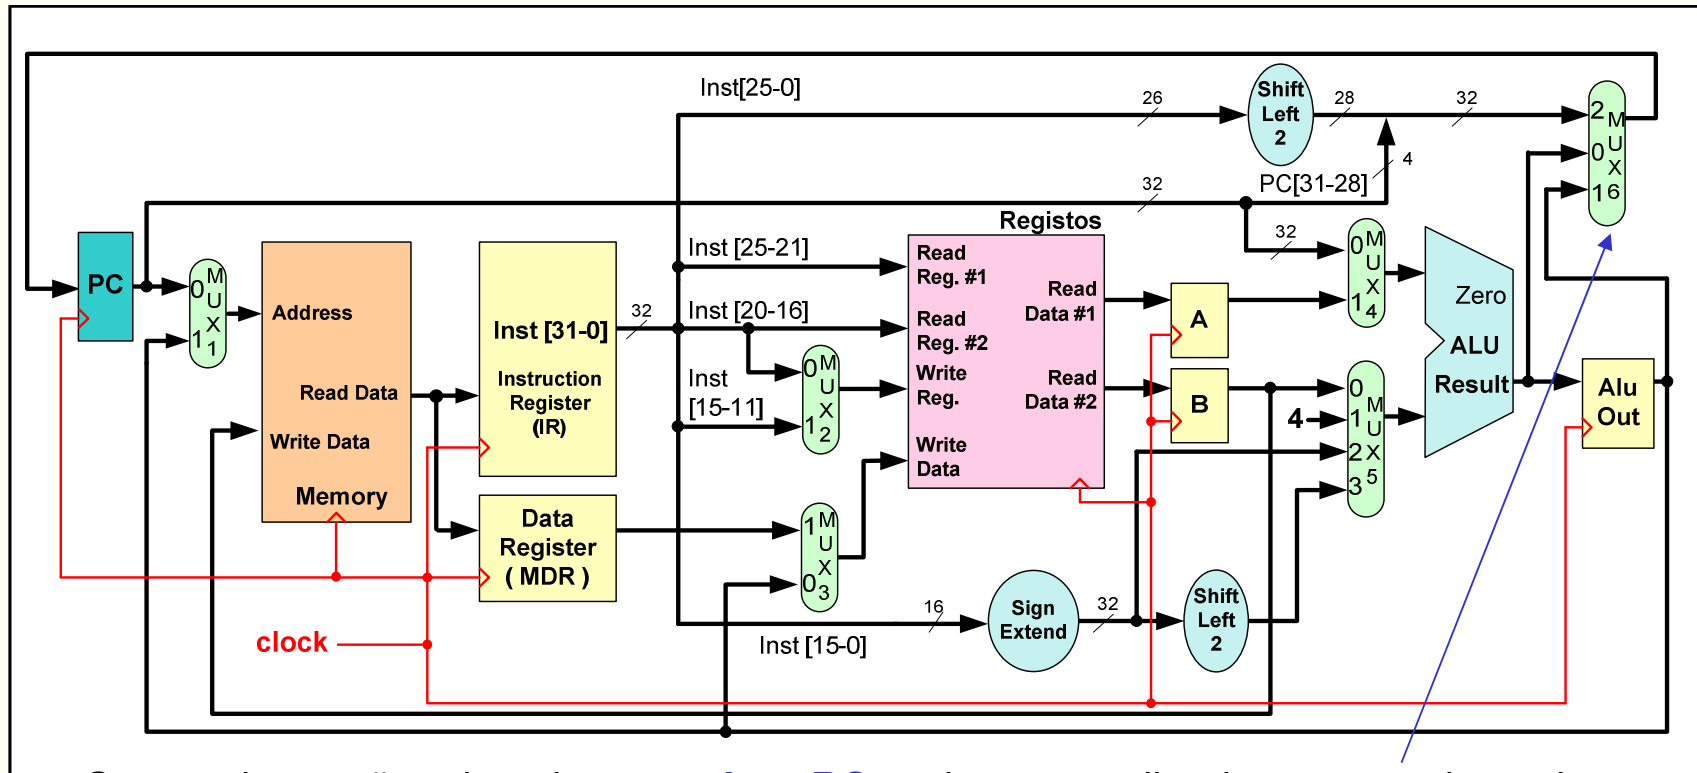 Inst[25-0]
26
Shift
Left
2
28
32
2
0
1
M
U
X
6
4
PC[31-28]
32
Registos
32
PC
0
1
M
U
X
1
Address
Read Data
Write Data
Memory
Inst [31-0]
Instruction
Register
(IR)
32
Data
Register
( MDR )
Inst [25-21]
Inst [20-16]
Inst
[15-11]
0
1
M
U
X
2
1
0
M
U
X
3
Read
Reg. #1
Read
Reg. #2
Write
Reg.
Write
Data
Read
Data #1
Read
Data #2
A
B
0
1
M
U
X
4
4
0
1
2
3
M
U
X
5
Zero
ALU
Result
Alu
Out
16
Inst [15-0]
Sign
Extend
32
Shift
Left
2
clock